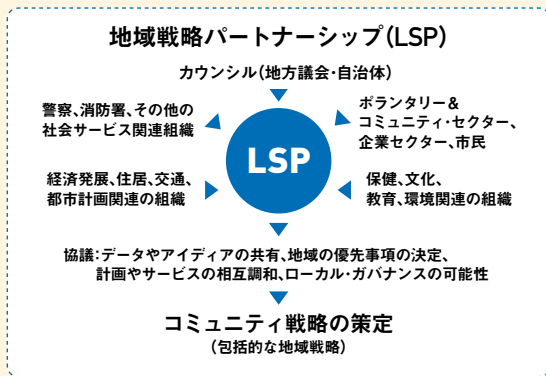 地域戦略パートナーシップ(LSP)
カウンシル(地方議会・自治体)
警察、消防署、その他の
社会サービス関連組織
ボランタリー&
コミュニティ・セクター、
企業セクター、市民
LSP
経済発展、住居、交通、
都市計画関連の組織
保健、文化、
教育、環境関連の組織
協議:データやアイディアの共有、地域の優先事項の決定、
計画やサービスの相互調和、ローカル・ガバナンスの可能性
コミュニティ戦略の策定
(包括的な地域戦略)